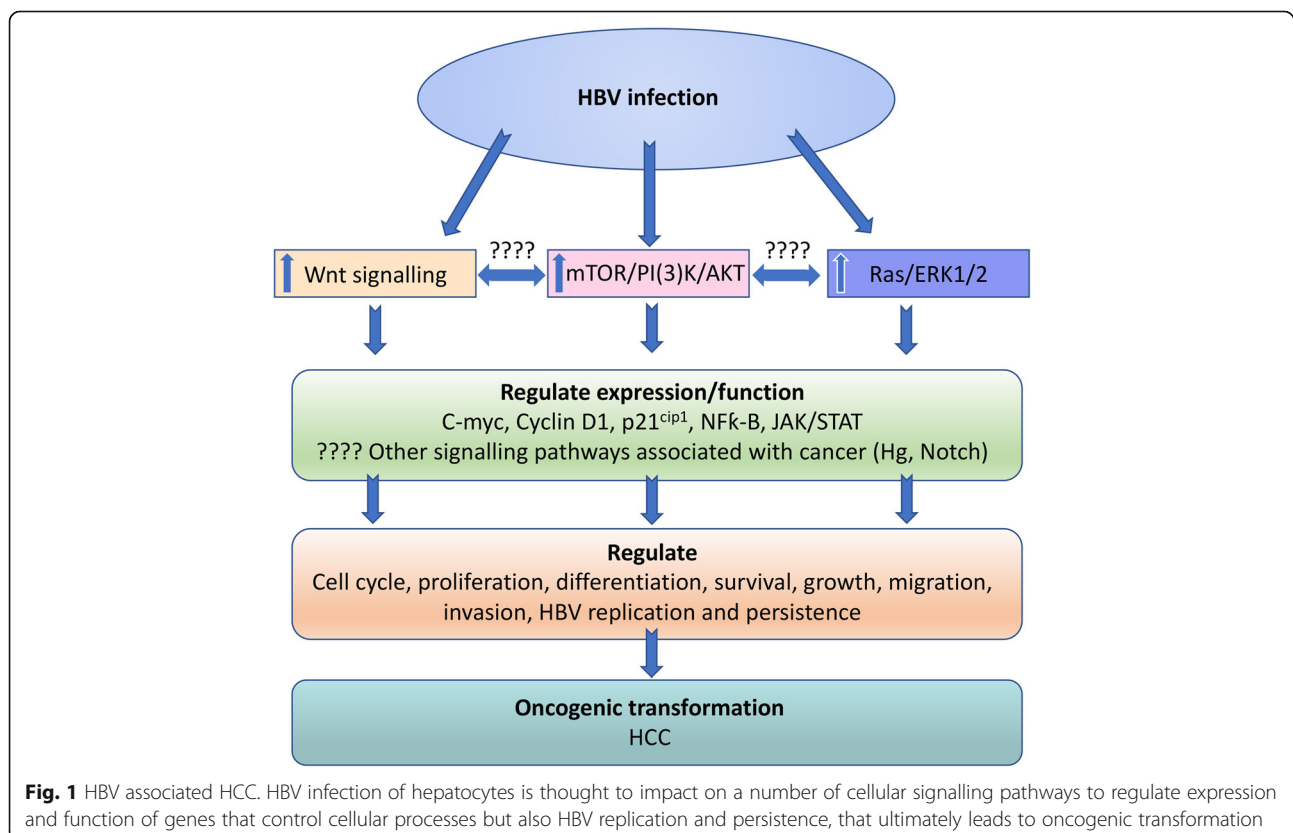 HBV infection
????
????
Wnt signalling
mTOR/PI(3)K/AKT
Ras/ERK1/2
Regulate expression/function
C-myc, Cyclin D1, p21cip1, NFƙ-B, JAK/STAT
???? Other signalling pathways associated with cancer (Hg, Notch)
Regulate
Cell cycle, proliferation, differentiation, survival, growth, migration,
invasion, HBV replication and persistence
Oncogenic transformation
HCC
Fig. 1 HBV associated HCC. HBV infection of hepatocytes is thought to impact on a number of cellular signalling pathways to regulate expression
and function of genes that control cellular processes but also HBV replication and persistence, that ultimately leads to oncogenic transformation